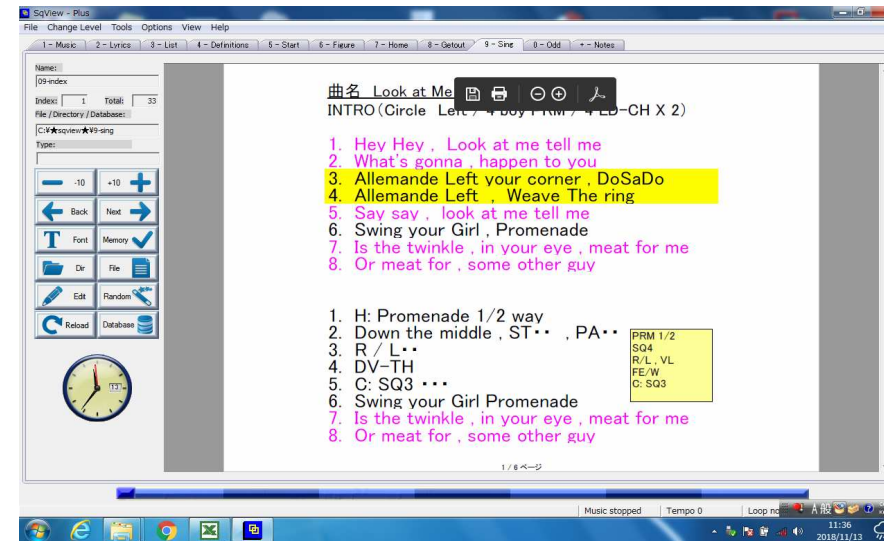 SqView - Plus
File Change Level Tools Options View Help
1 - Music 2 - Lyrics 3 - List 4 - Definitions 5 - Start 6 - Figure 7 - Home 8 - Getout 9 - Sing 0 - Odd + - Notes
Name:
09-index
Index: 1 Total: 33
File / Directory / Database:
C:¥★sqview★¥9-sing
Type:
-10 +10
Back Next
Font Memory
Dir File
Edit Random
Reload Database
13
曲名 Look at Me
INTRO(Circle Left / 4 boy PRM / 4 LD-CH X 2)
1. Hey Hey , Look at me tell me
2. What's gonna , happen to you
3. Allemande Left your corner , DoSaDo
4. Allemande Left , Weave The ring
5. Say say , look at me tell me
6. Swing your Girl , Promenade
7. Is the twinkle , in your eye , meat for me
8. Or meat for , some other guy
1. H: Promenade 1/2 way
2. Down the middle , ST・・ , PA・・
3. R / L・・
4. DV-TH
5. C: SQ3 ・・・
6. Swing your Girl Promenade
7. Is the twinkle , in your eye , meat for me
8. Or meat for , some other guy
PRM 1/2
SQ4
R/L , VL
FE/W
C: SQ3
1 / 6 ページ
Music stopped Tempo 0 Loop
A 般
11:36
2018/11/13